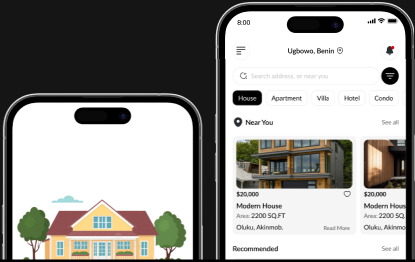 8:00
Ugbowo, Benin
Search address, or near you
House Apartment Villa Hotel Condo
Near You See all
$20,000
Modern House
Area: 2200 SQ.FT
Oluku, Akinmob. Read More
$20,000
Modern Hous
Area: 2200 SQ
Oluku, Akinm
Recommended See all